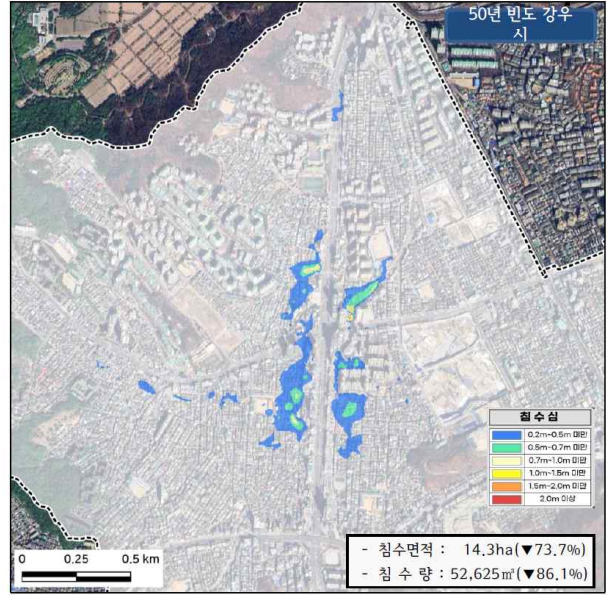 50년 빈도 강우
시
침수심
0.2m~0.5m 미만
0.5m~0.7m 미만
0.7m~1.0m 미만
1.0m~1.5m 미만
1.5m~2.0m 미만
2.0m 이상
0 0.25 0.5 km
- 침수면적 : 14.3ha(▼73.7%)
- 침 수 량 : 52,625㎥(▼86.1%)